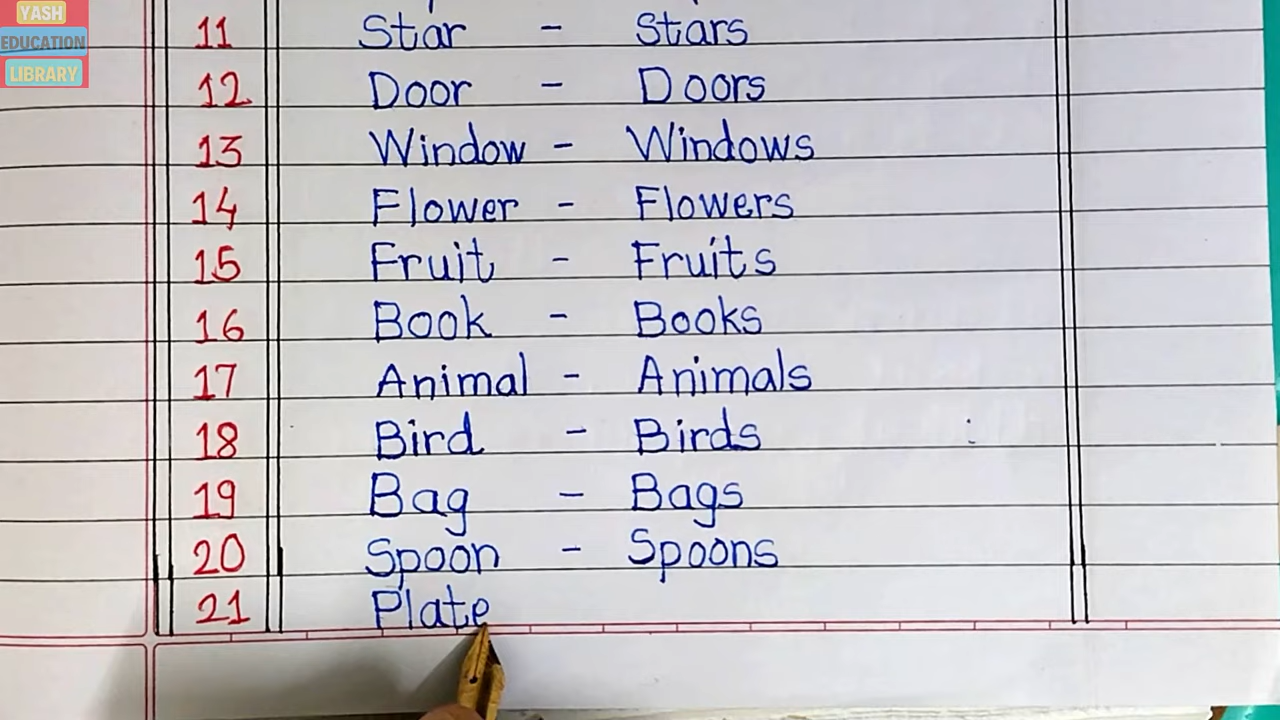 YASH
EDUCATION
LIBRARY
11 Star - Stars
12 Door - Doors
13 Window - Windows
14 Flower - Flowers
15 Fruit - Fruits
16 Book - Books
17 Animal - Animals
18 Bird - Birds
19 Bag - Bags
20 Spoon - Spoons
21 Plate